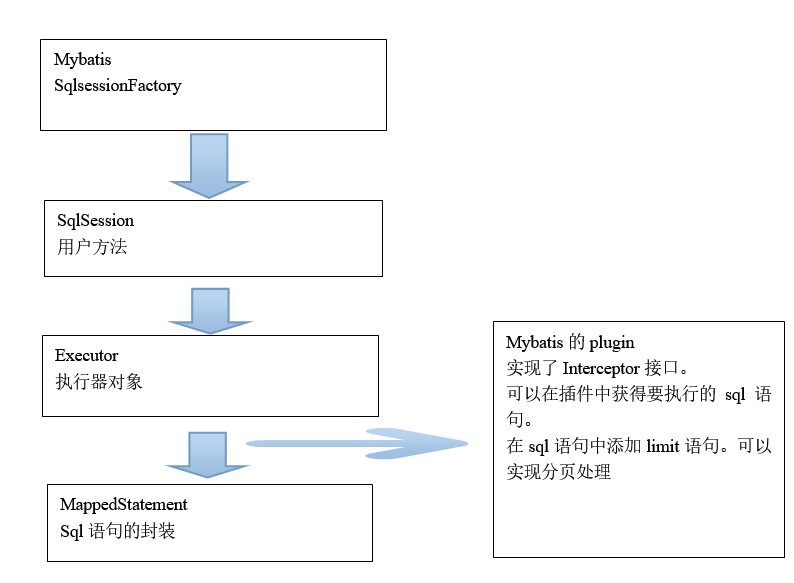 Mybatis
SqlsessionFactory
SqlSession
用户方法
Executor
执行器对象
Mybatis 的 plugin
实现了 Interceptor 接口。
可以在插件中获得要执行的 sql 语
句。
在 sql 语句中添加 limit 语句。可以
实现分页处理
MappedStatement
Sql 语句的封装